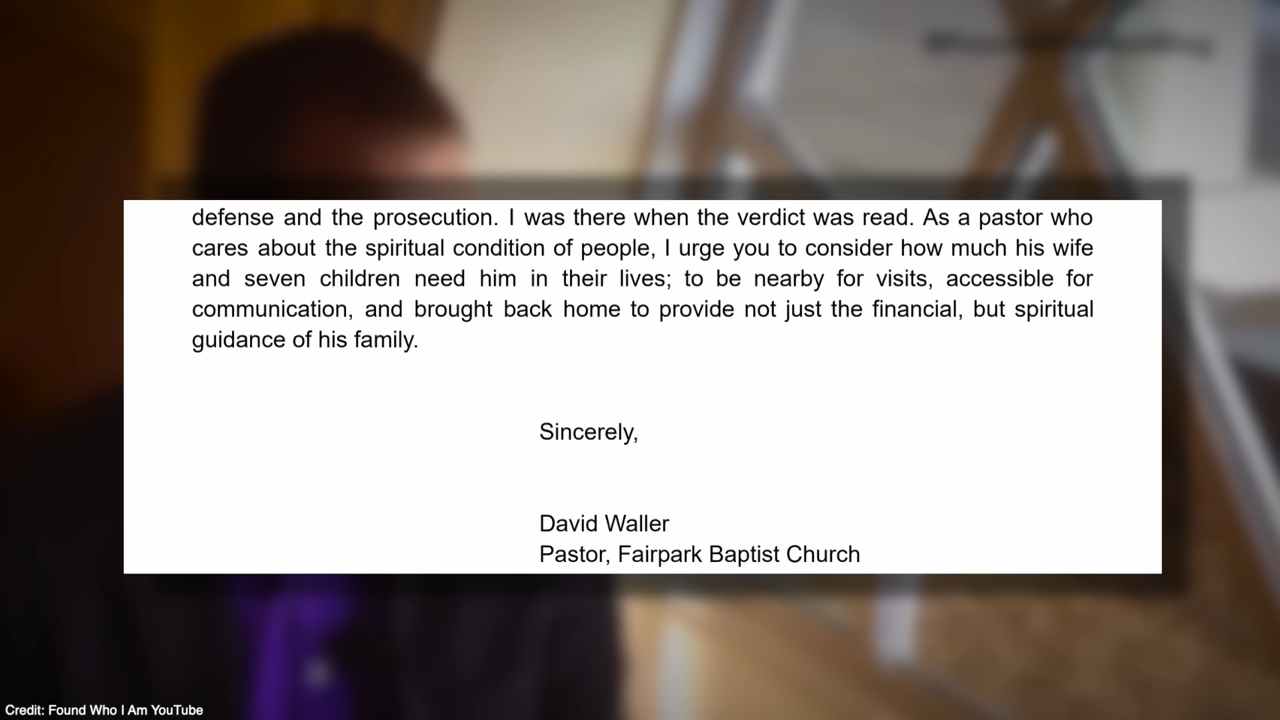 defense and the prosecution. I was there when the verdict was read. As a pastor who
cares about the spiritual condition of people, I urge you to consider how much his wife
and seven children need him in their lives; to be nearby for visits, accessible for
communication, and brought back home to provide not just the financial, but spiritual
guidance of his family.
Sincerely,
David Waller
Pastor, Fairpark Baptist Church
Credit: Found Who I Am YouTube